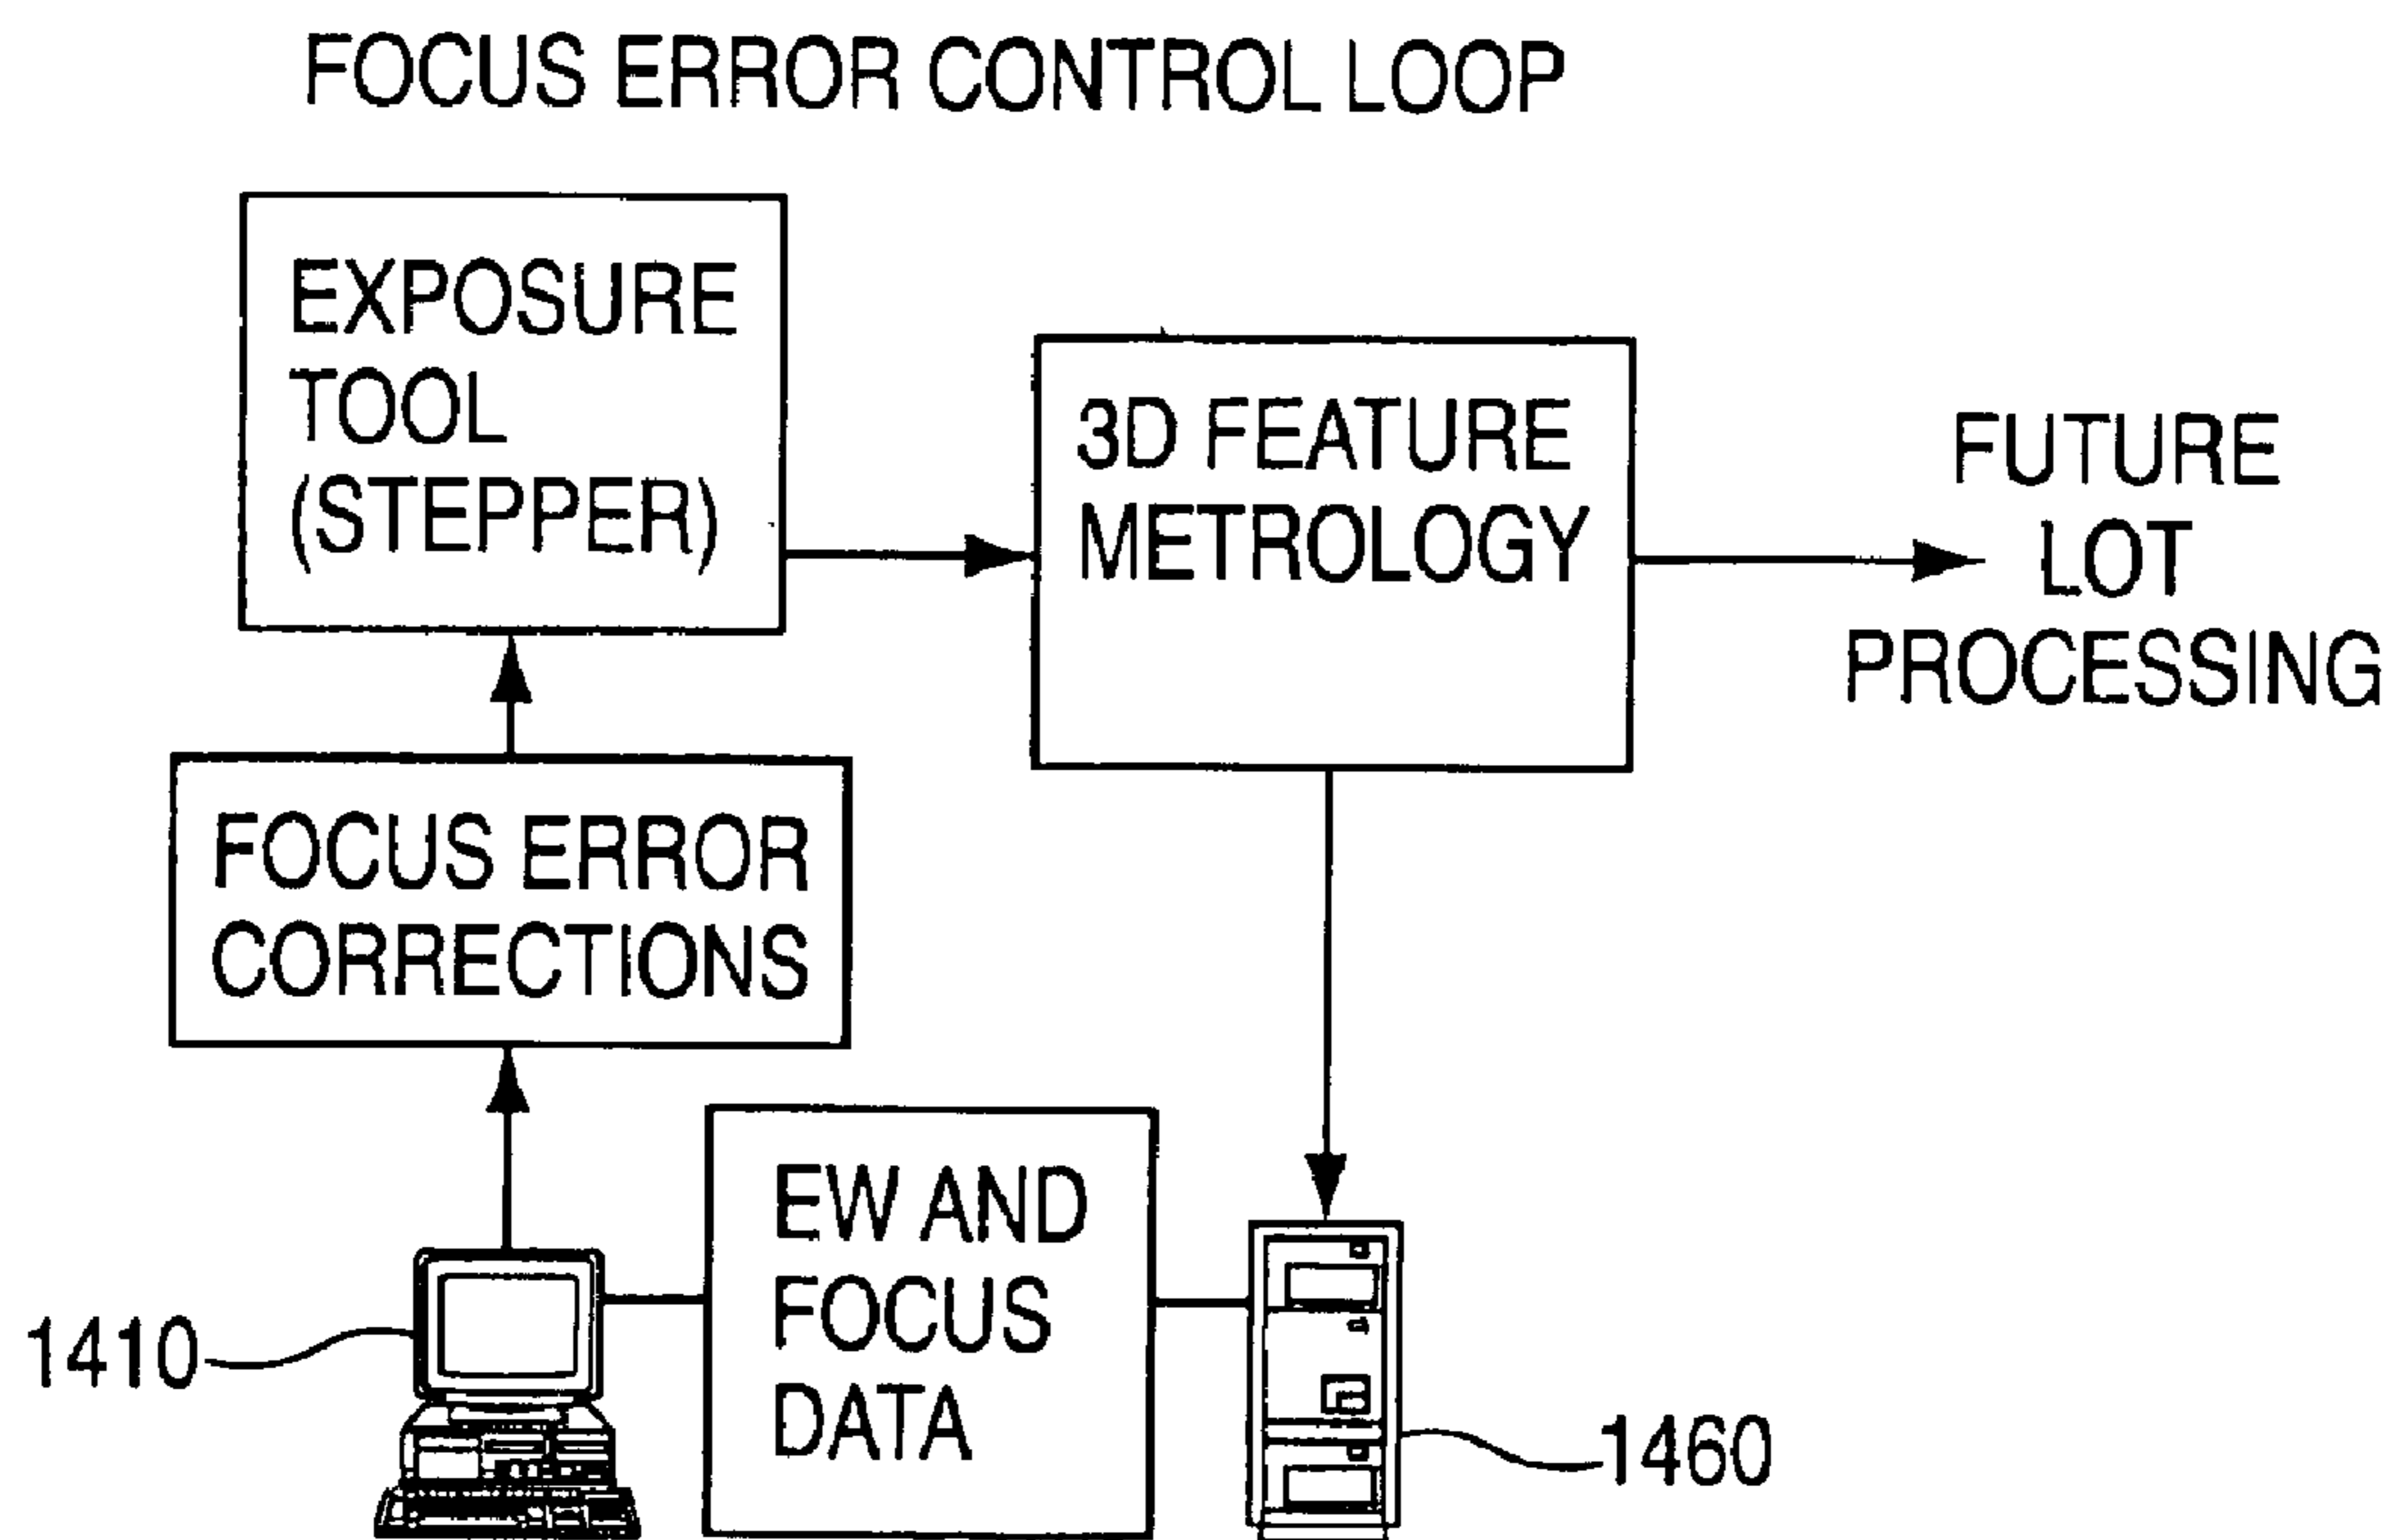 FOCUS ERROR CONTROL LOOP
EXPOSURE
TOOL
(STEPPER)
3D FEATURE
METROLOGY
FUTURE
LOT
PROCESSING
FOCUS ERROR
CORRECTIONS
EW AND
FOCUS
DATA
1410
1460